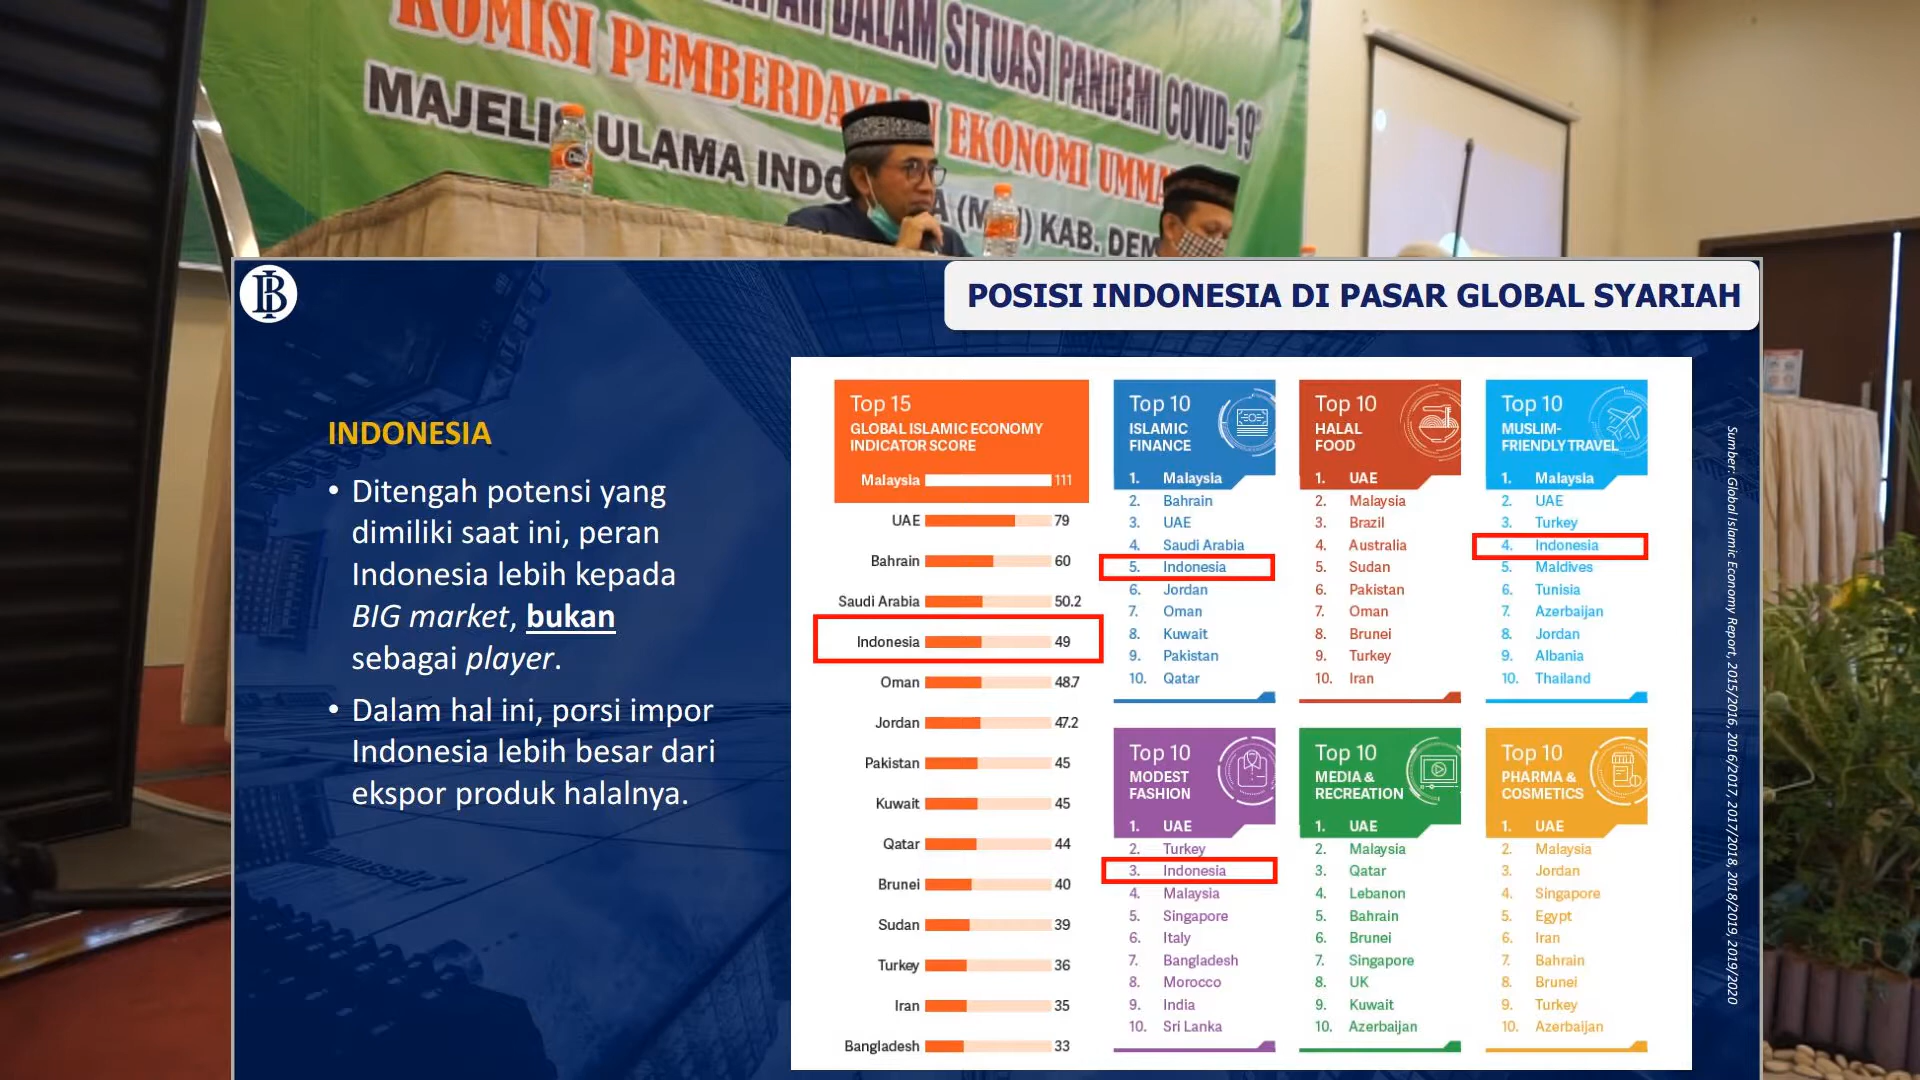 DALAM SITUASI PANDEMI COVID-19
KOMISI PEMBERDAYAAN EKONOMI UMMA
MAJELIS ULAMA INDO (M I) KAB. DEM
BI
POSISI INDONESIA DI PASAR GLOBAL SYARIAH
INDONESIA
• Ditengah potensi yang
dimiliki saat ini, peran
Indonesia lebih kepada
BIG market, bukan
sebagai player.
• Dalam hal ini, porsi impor
Indonesia lebih besar dari
ekspor produk halalnya.
Top 15
GLOBAL ISLAMIC ECONOMY
INDICATOR SCORE
Malaysia 111
UAE 79
Bahrain 60
Saudi Arabia 50.2
Indonesia 49
Oman 48.7
Jordan 47.2
Pakistan 45
Kuwait 45
Qatar 44
Brunei 40
Sudan 39
Turkey 36
Iran 35
Bangladesh 33
Top 10
ISLAMIC
FINANCE
1. Malaysia
2. Bahrain
3. UAE
4. Saudi Arabia
5. Indonesia
6. Jordan
7. Oman
8. Kuwait
9. Pakistan
10. Qatar
Top 10
HALAL
FOOD
1. UAE
2. Malaysia
3. Brazil
4. Australia
5. Sudan
6. Pakistan
7. Oman
8. Brunei
9. Turkey
10. Iran
Top 10
MUSLIM-
FRIENDLY TRAVEL
1. Malaysia
2. UAE
3. Turkey
4. Indonesia
5. Maldives
6. Tunisia
7. Azerbaijan
8. Jordan
9. Albania
10. Thailand
Top 10
MODEST
FASHION
1. UAE
2. Turkey
3. Indonesia
4. Malaysia
5. Singapore
6. Italy
7. Bangladesh
8. Morocco
9. India
10. Sri Lanka
Top 10
MEDIA &
RECREATION
1. UAE
2. Malaysia
3. Qatar
4. Lebanon
5. Bahrain
6. Brunei
7. Singapore
8. UK
9. Kuwait
10. Azerbaijan
Top 10
PHARMA &
COSMETICS
1. UAE
2. Malaysia
3. Jordan
4. Singapore
5. Egypt
6. Iran
7. Bahrain
8. Brunei
9. Turkey
10. Azerbaijan
Sumber: Global Islamic Economy Report, 2015/2016, 2016/2017, 2017/2018, 2018/2019, 2019/2020